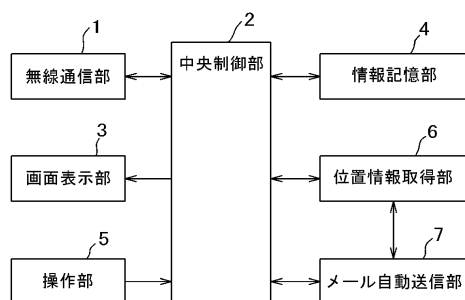 1
無線通信部
2
中央制御部
4
情報記憶部
3
画面表示部
6
位置情報取得部
5
操作部
7
メール自動送信部